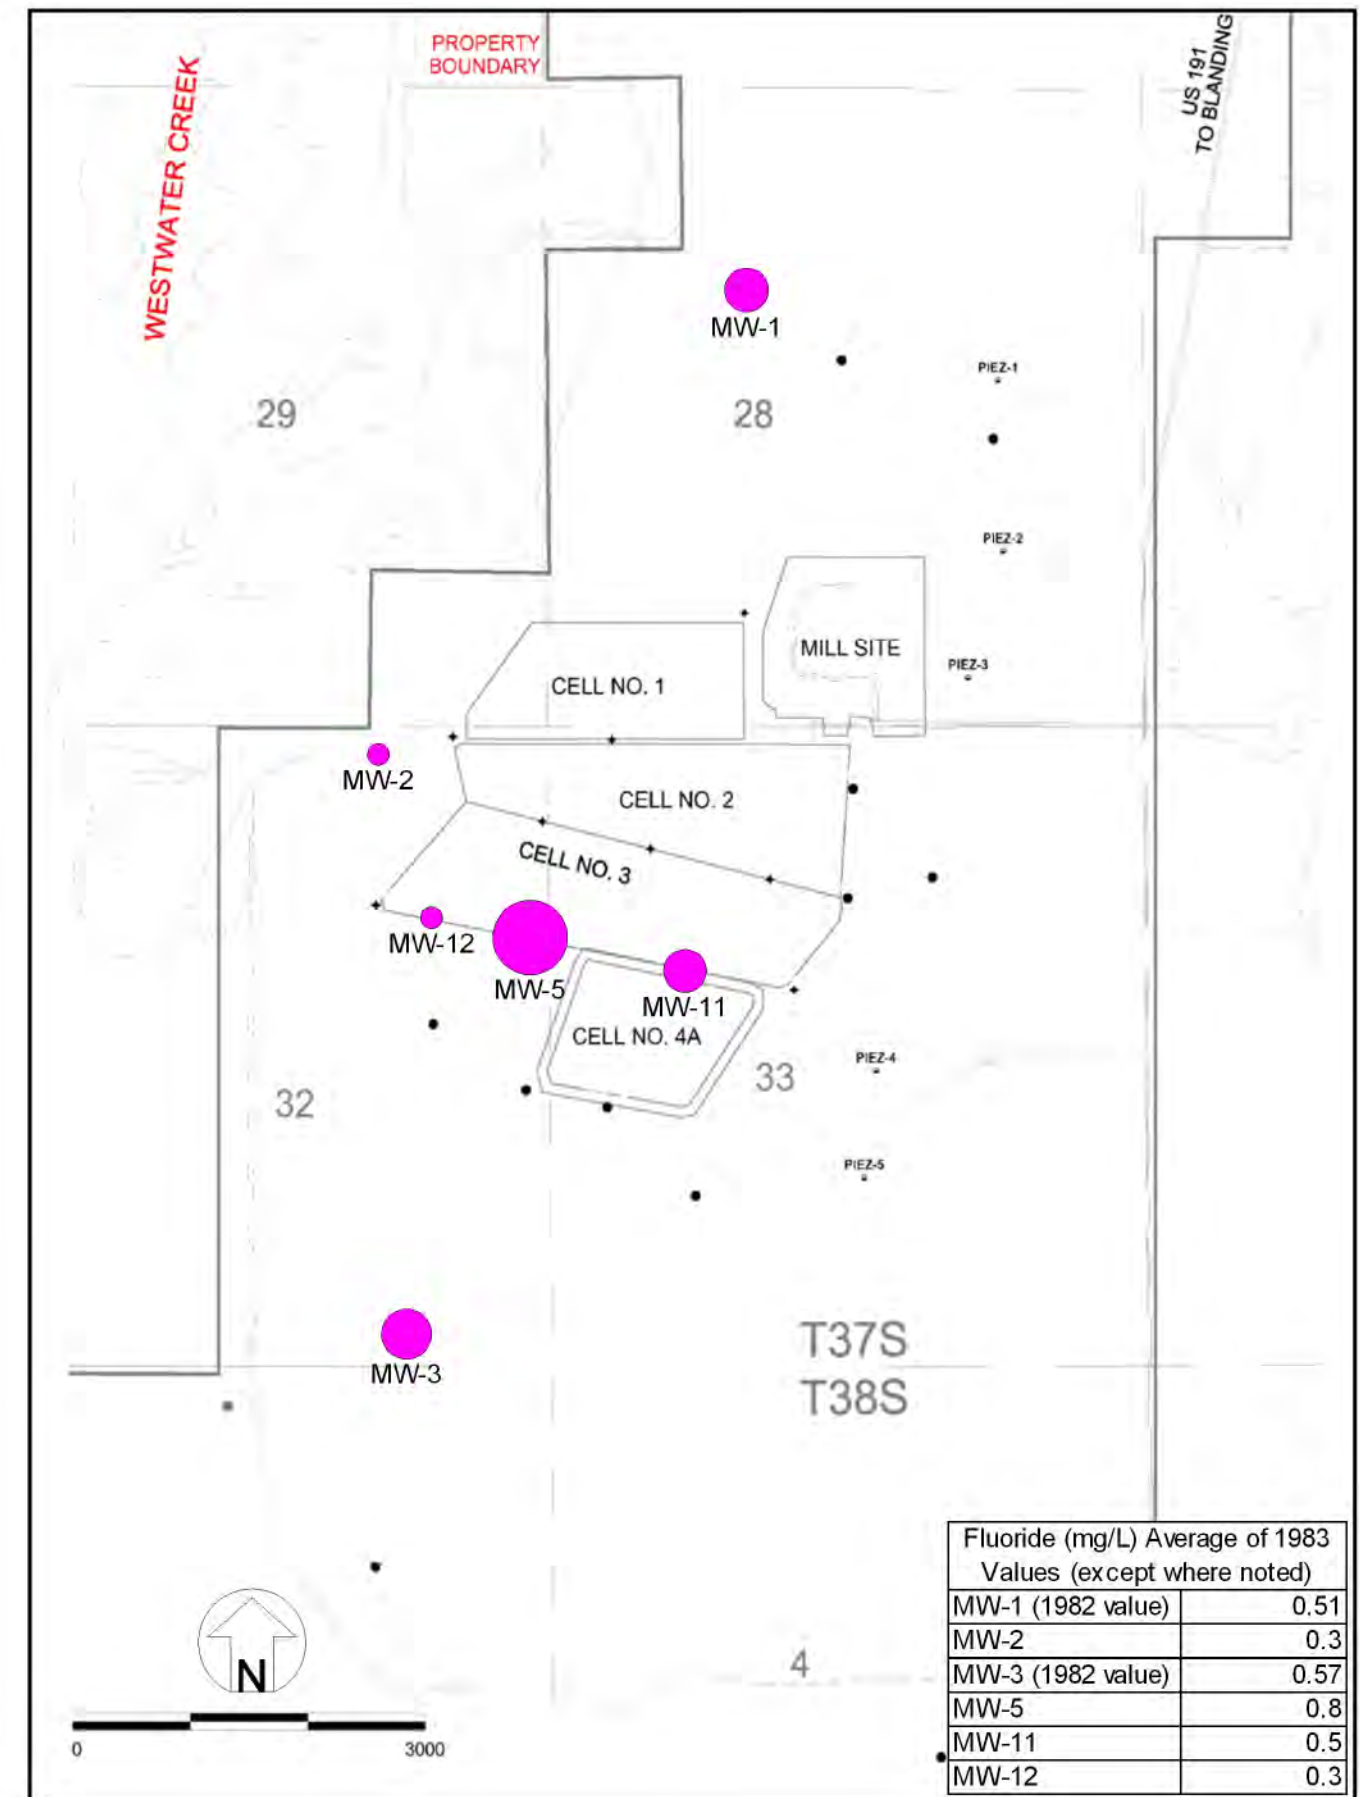 PROPERTY
BOUNDARY
US 191
TO BLANDING
WESTWATER CREEK
MW-1
PIEZ-1
29
28
PIEZ-2
MILL SITE
PIEZ-3
CELL NO. 1
MW-2
CELL NO. 2
CELL NO. 3
MW-12
MW-5
MW-11
CELL NO. 4A
PIEZ-4
33
32
PIEZ-5
T37S
MW-3
T38S
Fluoride (mg/L) Average of 1983
Values (except where noted)
MW-1 (1982 value) 0.51
MW-2 0.3
MW-3 (1982 value) 0.57
MW-5 0.8
MW-11 0.5
MW-12 0.3
4
N
0 3000